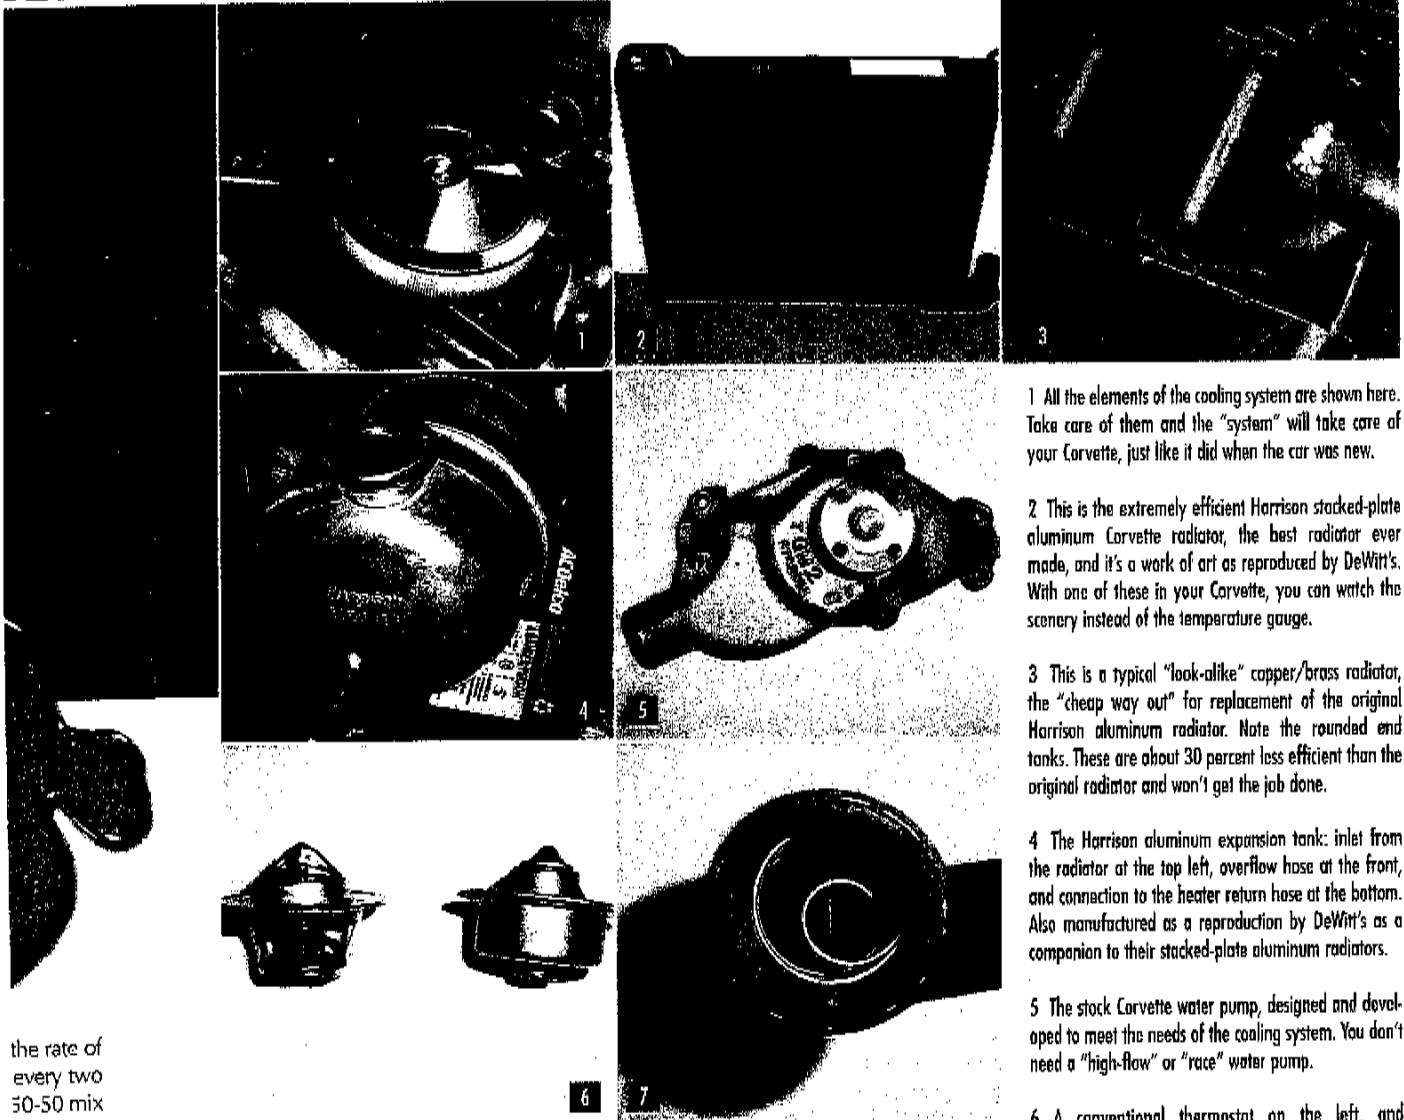 1
2
3
ACDelco
4
5
6
7
the rate of
every two
50-50 mix
1 All the elements of the cooling system are shown here.
Take care of them and the "system" will take care of
your Corvette, just like it did when the car was new.
2 This is the extremely efficient Harrison stacked-plate
aluminum Corvette radiator, the best radiator ever
made, and it's a work of art as reproduced by DeWitt's.
With one of these in your Corvette, you can watch the
scenery instead of the temperature gauge.
3 This is a typical "look-alike" copper/brass radiator,
the "cheap way out" for replacement of the original
Harrison aluminum radiator. Note the rounded end
tanks. These are about 30 percent less efficient than the
original radiator and won't get the job done.
4 The Harrison aluminum expansion tank: inlet from
the radiator at the top left, overflow hose at the front,
and connection to the heater return hose at the bottom.
Also manufactured as a reproduction by DeWitt's as a
companion to their stacked-plate aluminum radiators.
5 The stock Corvette water pump, designed and devel-
oped to meet the needs of the cooling system. You don't
need a "high-flow" or "race" water pump.
6 A conventional thermostat on the left, and